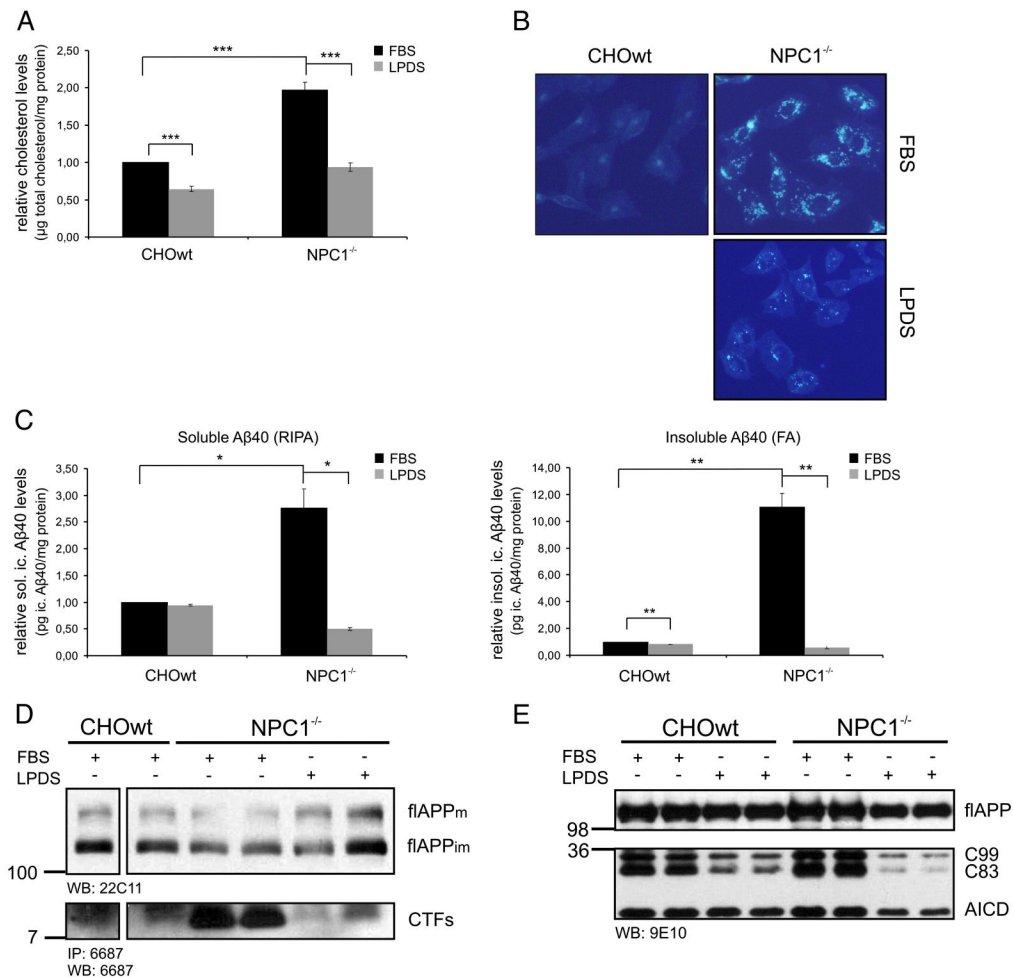 A
relative cholesterol levels
(µg total cholesterol/mg protein)
2,50
2,00
1,50
1,00
0,50
0,00
***
***
***
FBS
LPDS
CHOwt
NPC1-/-
B
CHOwt
NPC1-/-
FBS
LPDS
C
Soluble Aβ40 (RIPA)
relative sol. ic. Aβ40 levels
(pg ic. Aβ40/mg protein)
3,50
3,00
2,50
2,00
1,50
1,00
0,50
0,00
*
*
FBS
LPDS
CHOwt
NPC1-/-
Insoluble Aβ40 (FA)
relative insol. ic. Aβ40 levels
(pg ic. Aβ40/mg protein)
14,00
12,00
10,00
8,00
6,00
4,00
2,00
0,00
**
**
**
FBS
LPDS
CHOwt
NPC1-/-
D
CHOwt NPC1-/-
FBS + + + + - -
LPDS - - - - + +
flAPPm
flAPPim
100
WB: 22C11
CTFs
7
IP: 6687
WB: 6687
E
CHOwt NPC1-/-
FBS + + - - + + - -
LPDS - - + + - - + +
flAPP
98
36
C99
C83
AICD
WB: 9E10